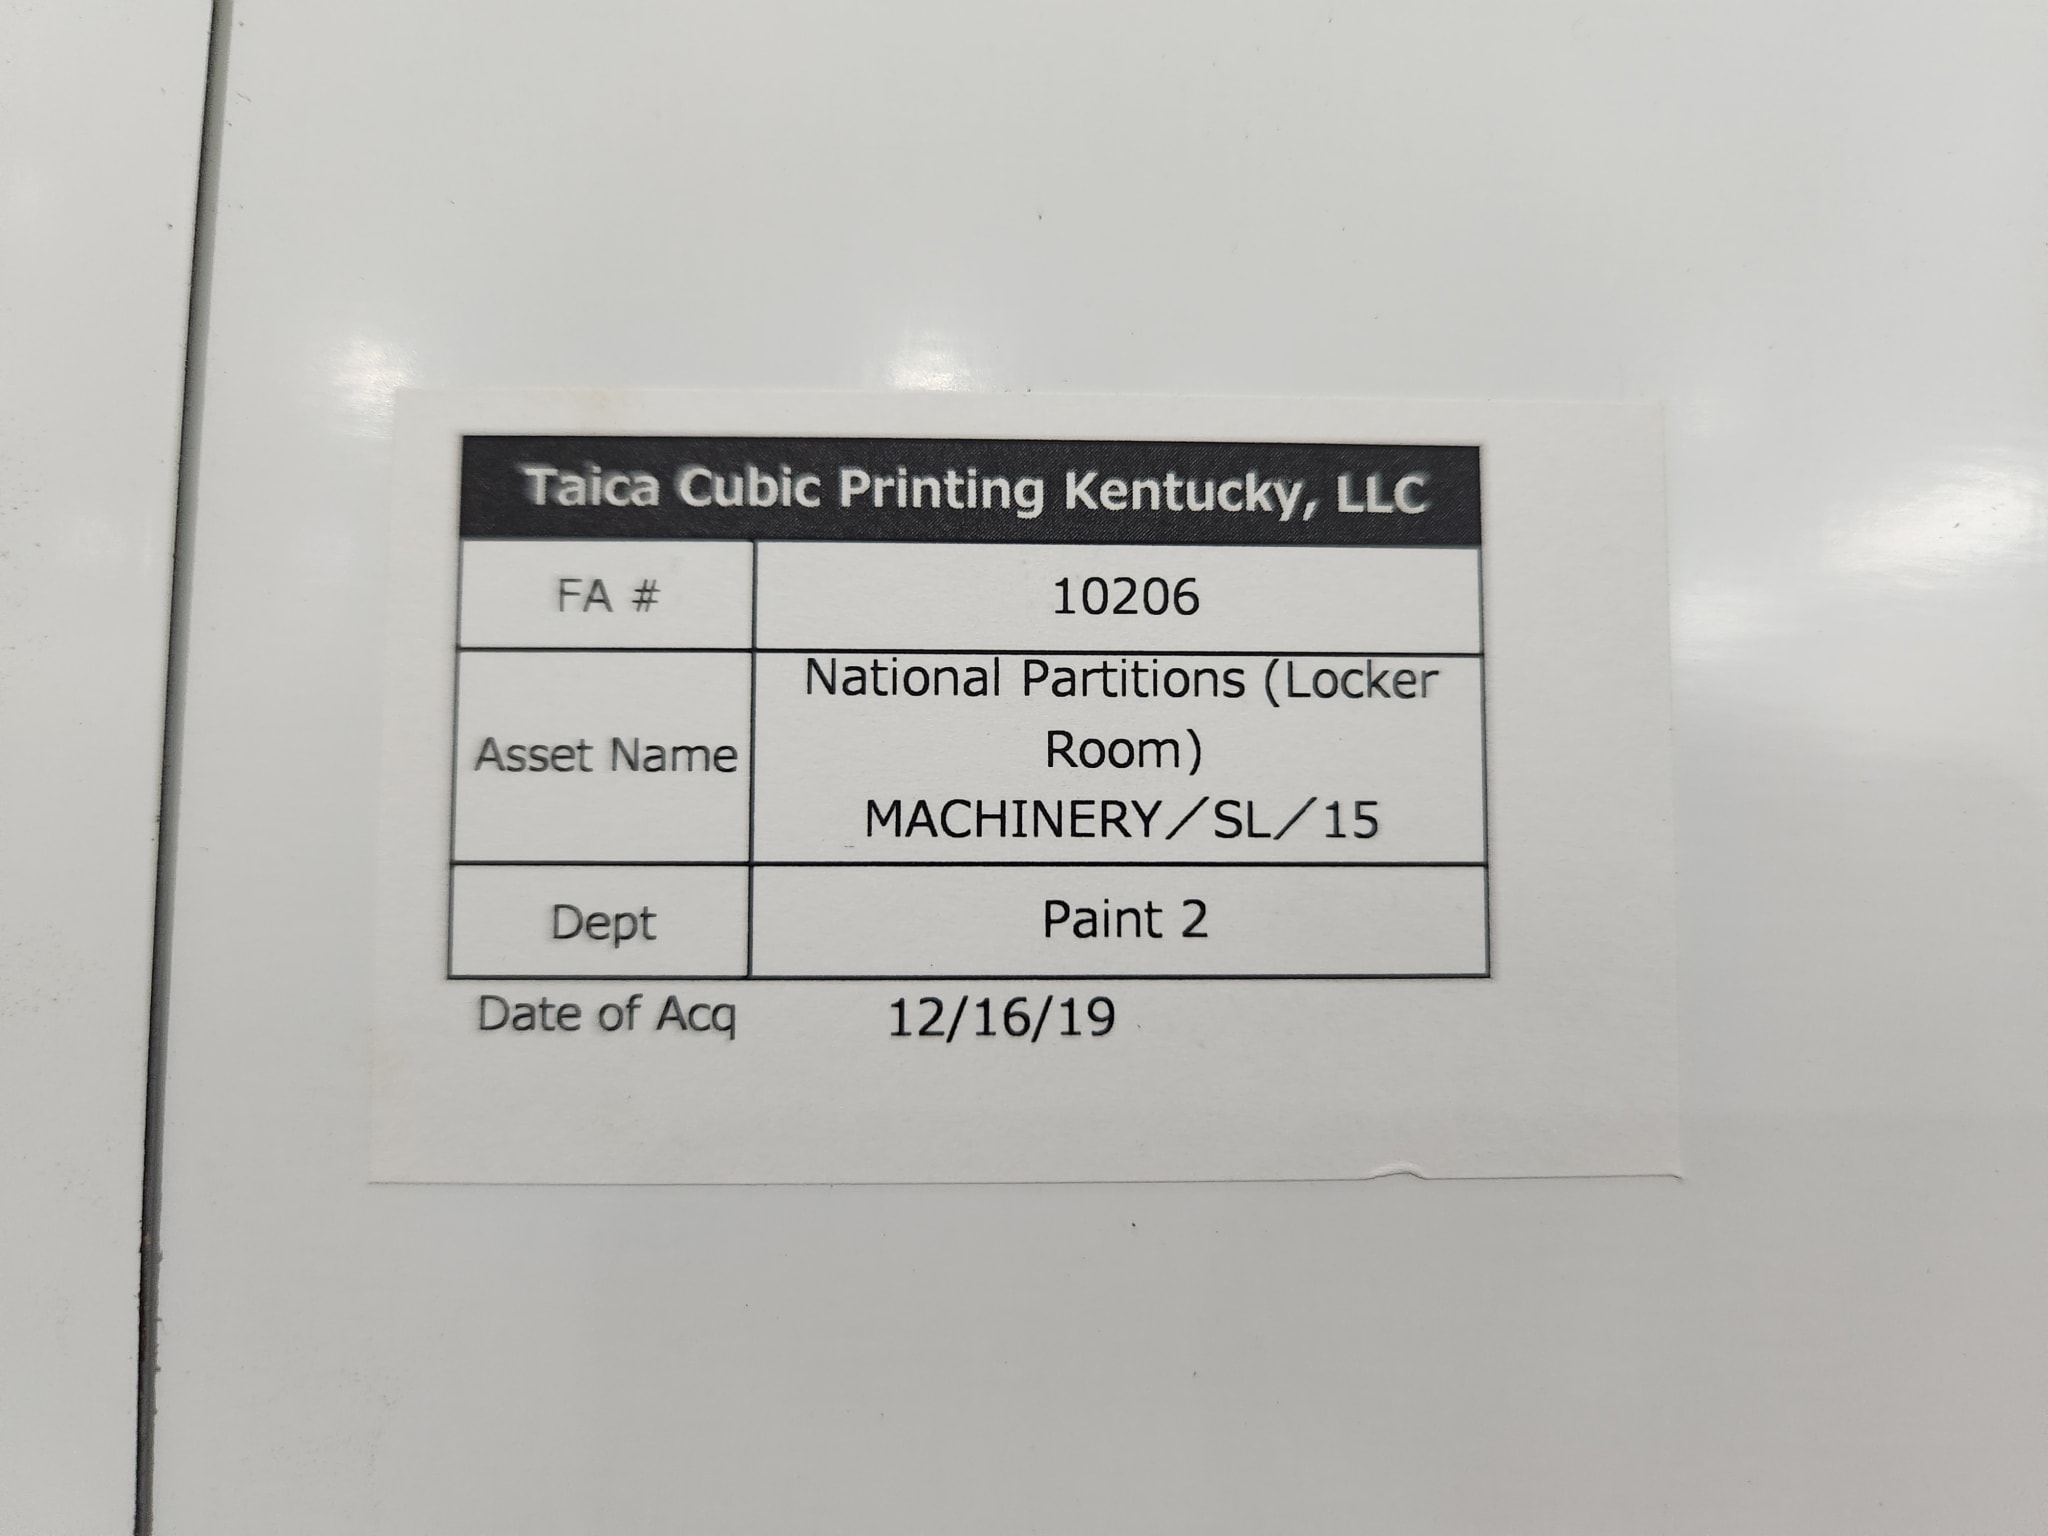 Taica Cubic Printing Kentucky, LLC
FA # 10206
Asset Name National Partitions (Locker
Room)
MACHINERY／SL／15
Dept Paint 2
Date of Acq 12/16/19